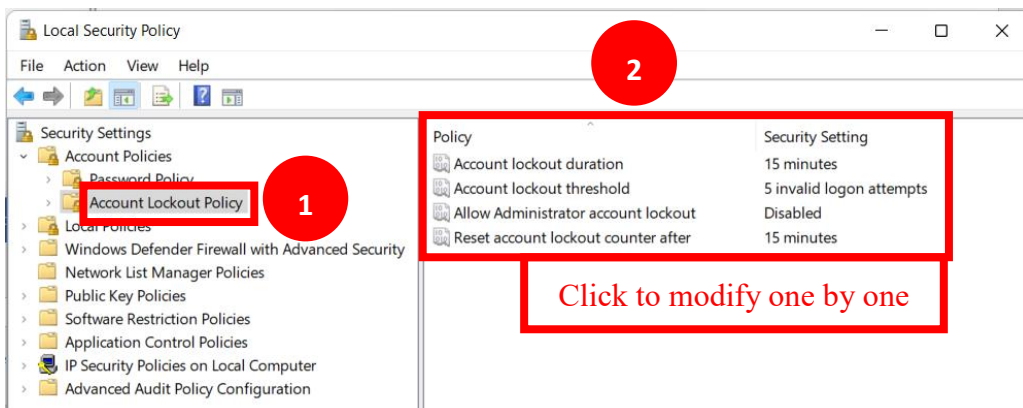 Local Security Policy
File Action View Help
2
Security Settings
Account Policies
Password Policy
Account Lockout Policy
1
Local Policies
Windows Defender Firewall with Advanced Security
Network List Manager Policies
Public Key Policies
Software Restriction Policies
Application Control Policies
IP Security Policies on Local Computer
Advanced Audit Policy Configuration
Policy Security Setting
Account lockout duration 15 minutes
Account lockout threshold 5 invalid logon attempts
Allow Administrator account lockout Disabled
Reset account lockout counter after 15 minutes
Click to modify one by one